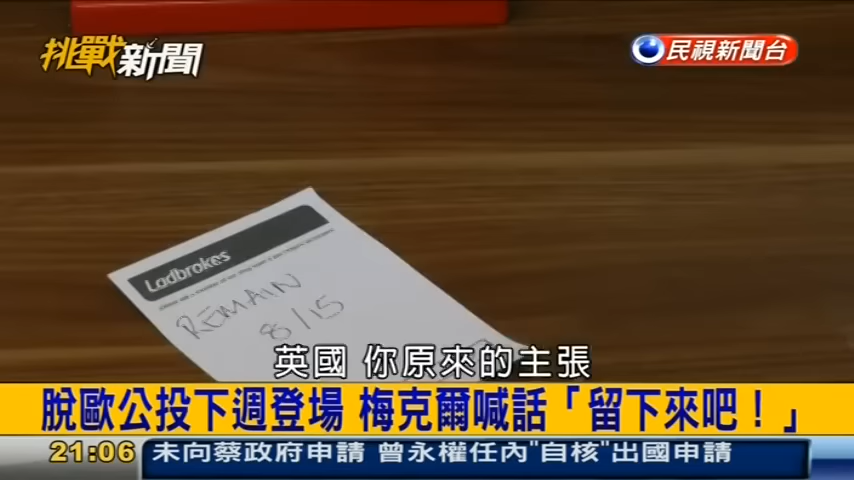 挑戰新聞
民視新聞台
Ladbrokes
REMAIN
8/15
英國 你原來的主張
脫歐公投下週登場 梅克爾喊話「留下來吧！」
21:06 未向蔡政府申請 曾永權任內"自核"出國申請